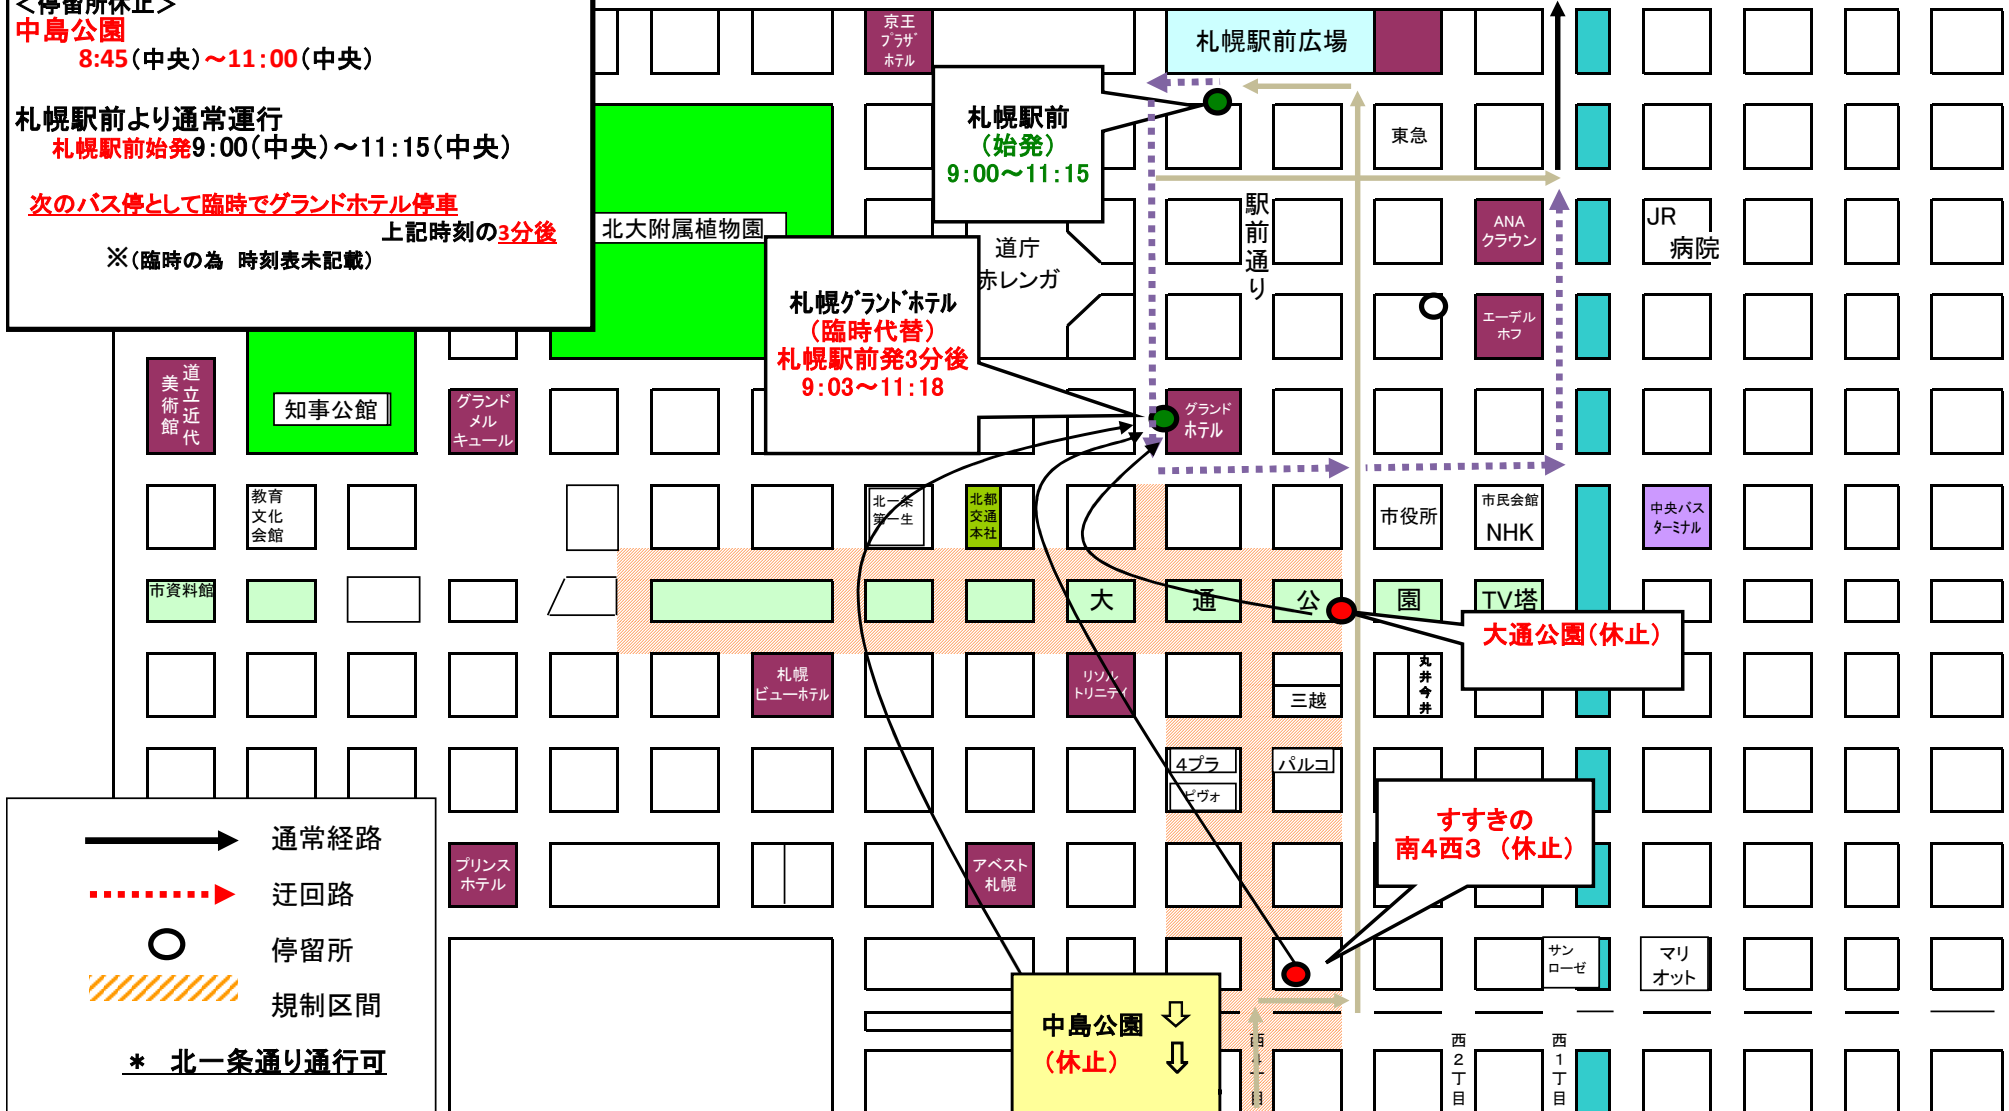 ＜停留所休止＞
中島公園
8:45(中央)～11:00(中央)
札幌駅前より通常運行
札幌駅前始発9:00(中央)～11:15(中央)
次のバス停として臨時でグランドホテル停車
上記時刻の3分後
※(臨時の為　時刻表未記載)
京王
プラザ
ホテル
札幌駅前広場
札幌駅前
(始発)
9:00～11:15
東急
北大附属植物園
道庁
赤レンガ
駅前通り
ANA
クラウン
JR
病院
札幌グランドホテル
(臨時代替)
札幌駅前発3分後
9:03～11:18
エーデル
ホフ
道立近代
美術館
知事公館
グランド
メル
キュール
グランド
ホテル
教育
文化
会館
北一条
第一生
北都
交通
本社
市役所
市民会館
NHK
中央バス
ターミナル
市資料館
大
通
公
園
TV塔
大通公園(休止)
札幌
ビューホテル
リソル
トリニティ
三越
丸井今井
4プラ
ピヴォ
パルコ
すすきの
南4西3 (休止)
プリンス
ホテル
アベスト
札幌
サン
ローゼ
マリ
オット
中島公園
(休止)
西4丁目
西2丁目
西1丁目
通常経路
迂回路
停留所
規制区間
*　北一条通り通行可